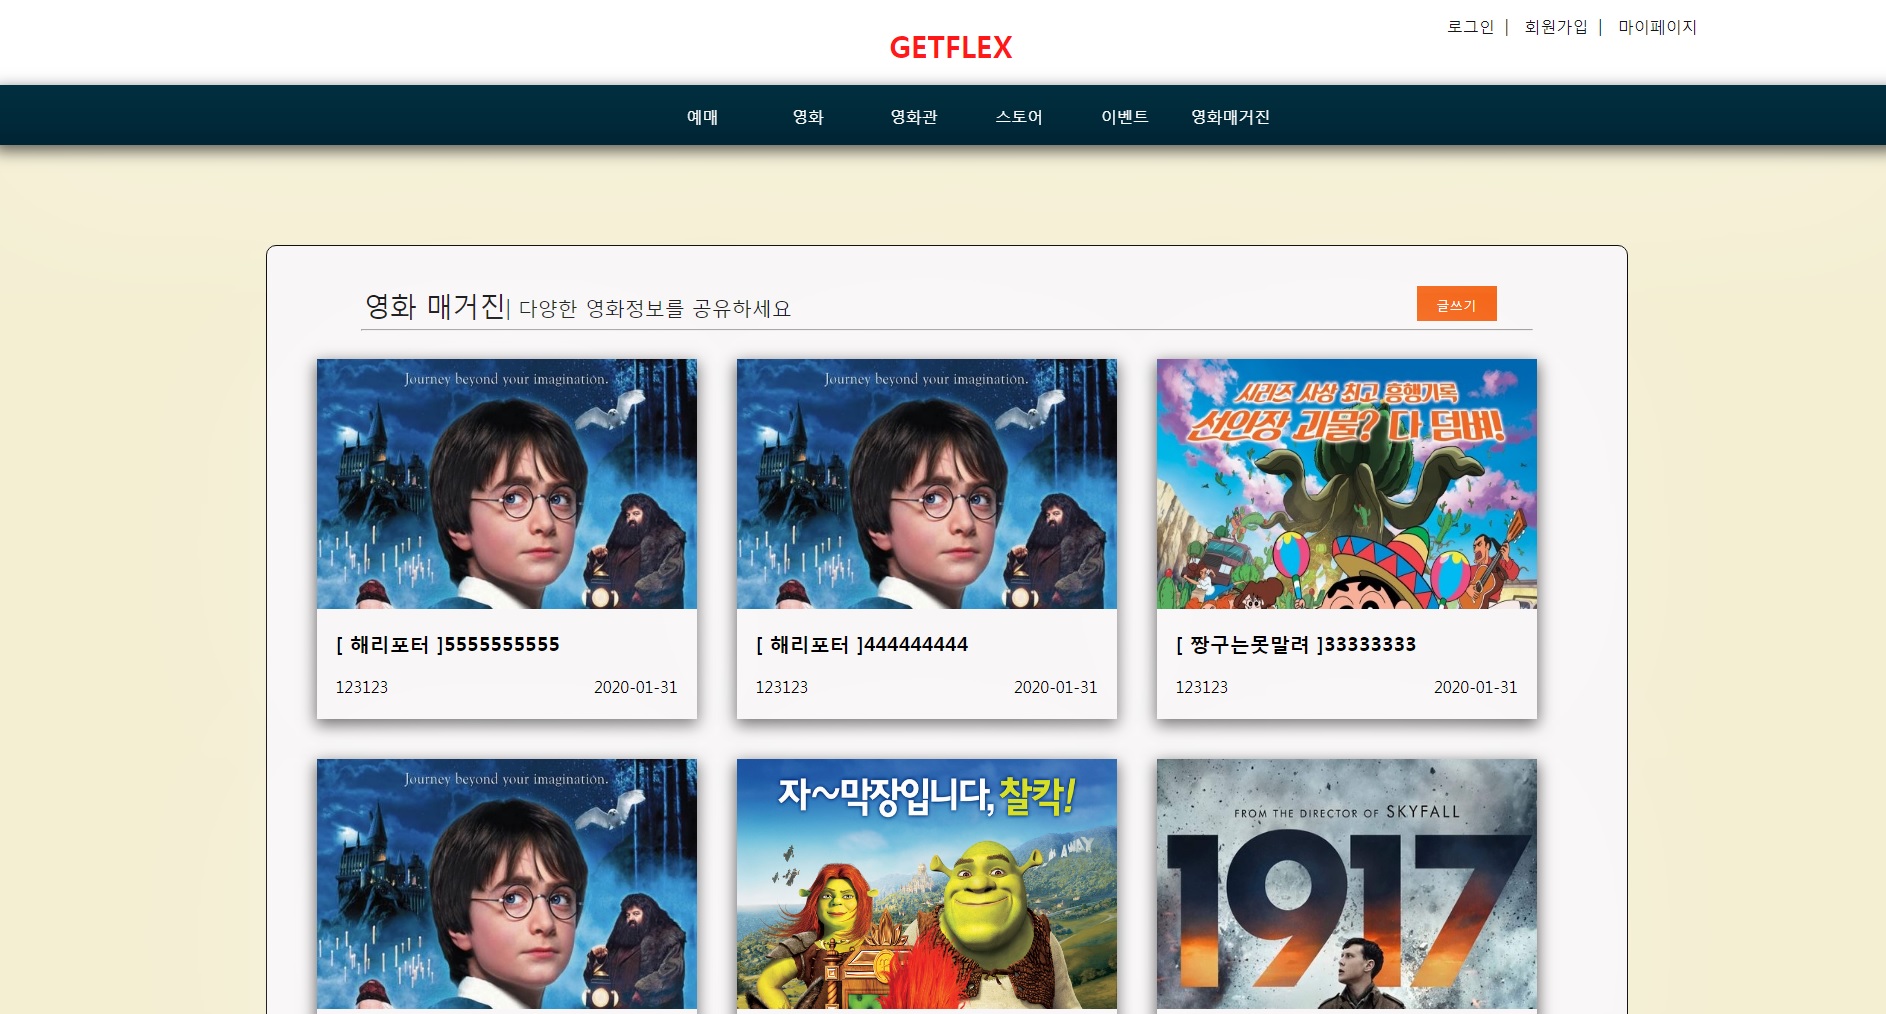 로그인 | 회원가입 | 마이페이지
GETFLEX
예매 영화 영화관 스토어 이벤트 영화매거진
영화 매거진| 다양한 영화정보를 공유하세요
글쓰기
Journey beyond your imagination.
Journey beyond your imagination.
시리즈 사상 최고 흥행기록
선인장 괴물? 다 덤벼!
[ 해리포터 ]5555555555
123123 2020-01-31
[ 해리포터 ]444444444
123123 2020-01-31
[ 짱구는못말려 ]33333333
123123 2020-01-31
Journey beyond your imagination.
자~막장입니다, 찰칵!
FAR AWAY
FROM THE DIRECTOR OF SKYFALL
1917